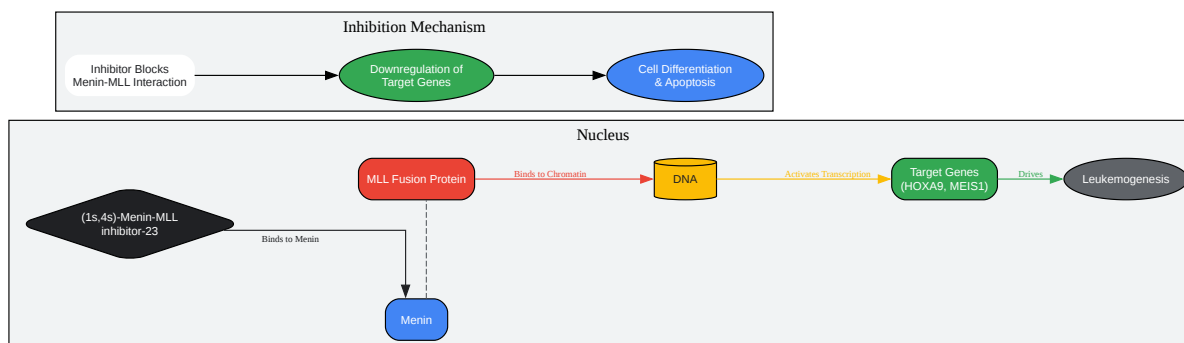 Inhibition Mechanism
Inhibitor Blocks
Menin-MLL Interaction
Downregulation of
Target Genes
Cell Differentiation
& Apoptosis
Nucleus
MLL Fusion Protein
Binds to Chromatin
DNA
Activates Transcription
Target Genes
(HOXA9, MEIS1)
Drives
Leukemogenesis
(1s,4s)-Menin-MLL
inhibitor-23
Binds to Menin
Menin